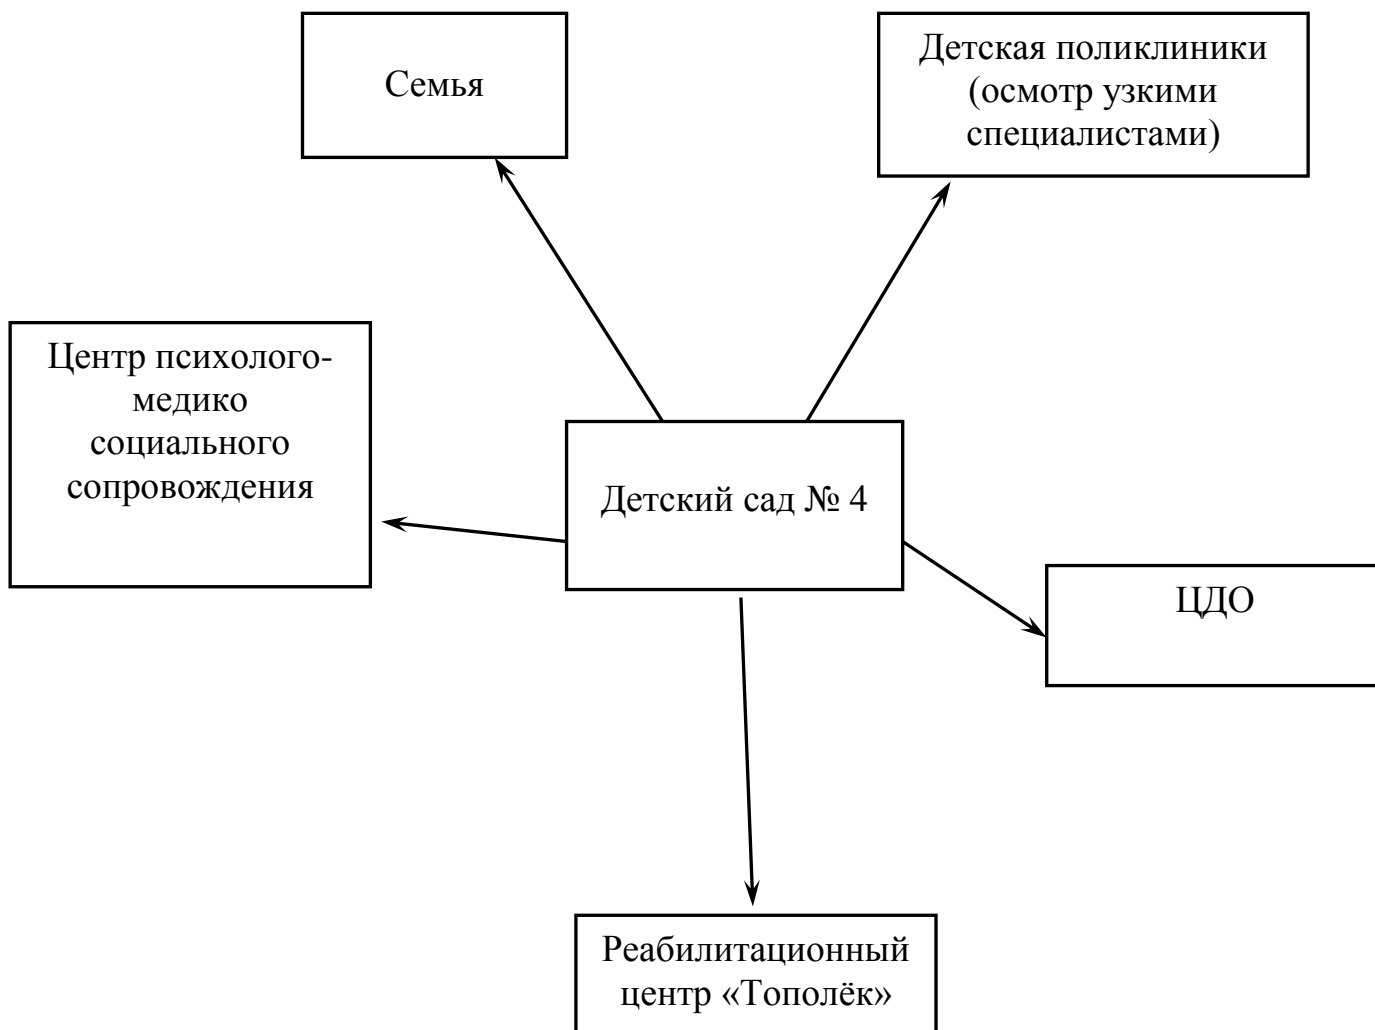 Семья
Детская поликлиники
(осмотр узкими
специалистами)
Центр психолого-
медико
социального
сопровождения
Детский сад № 4
ЦДО
Реабилитационный
центр «Тополёк»